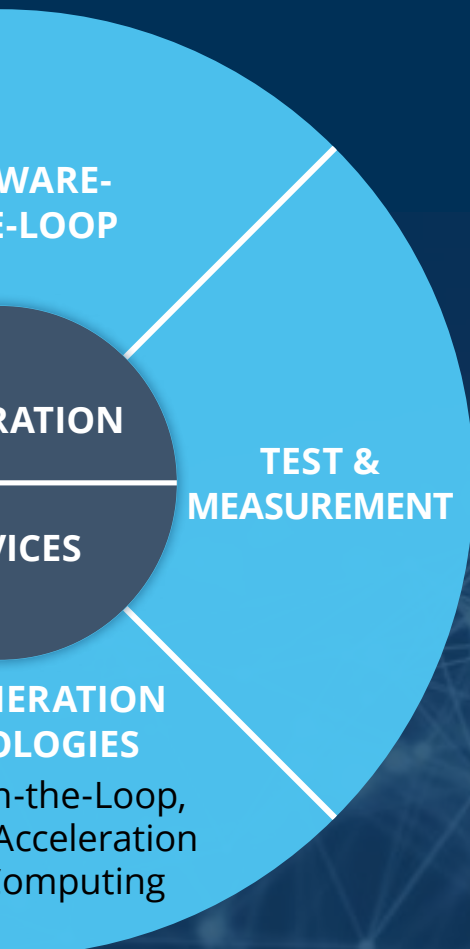 WARE-
E-LOOP
RATION
TEST &
MEASUREMENT
VICES
NERATION
OLOGIES
n-the-Loop,
Acceleration
Computing